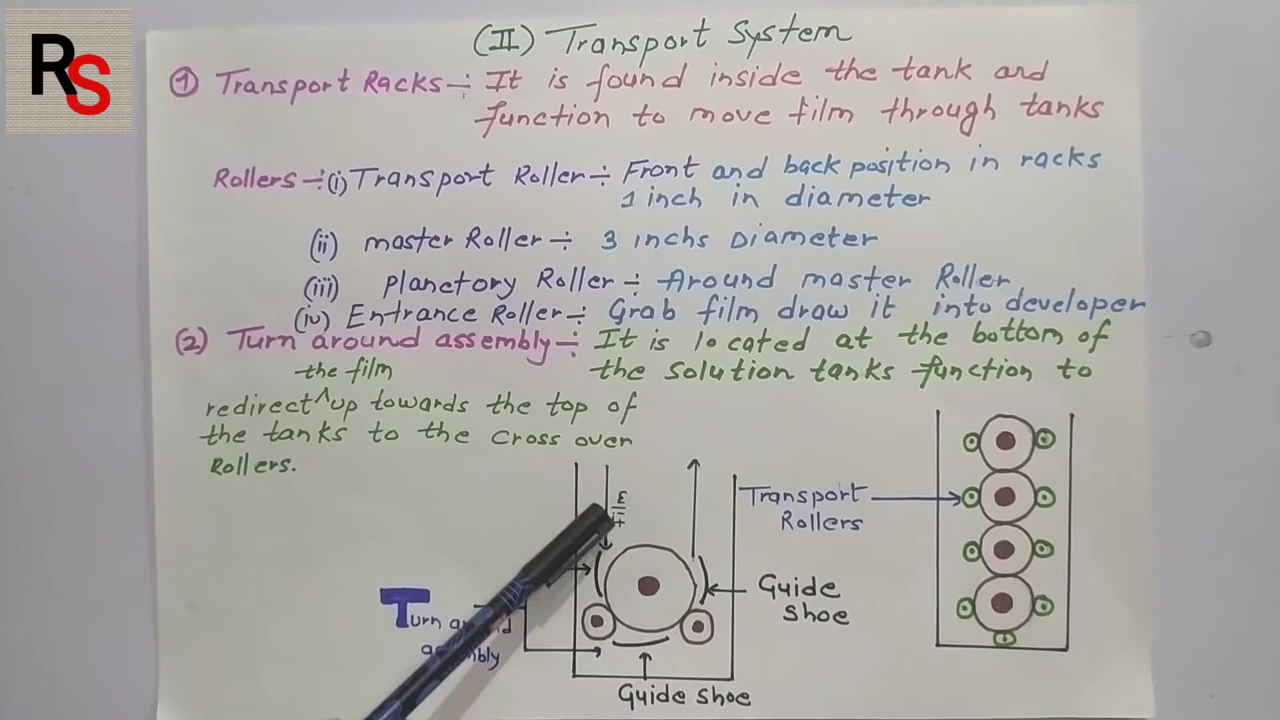 RS
(II) Transport System
(1) Transport Racks ÷ It is found inside the tank and
function to move film through tanks
Rollers ÷ (i) Transport Roller ÷ Front and back position in racks
1 inch in diameter
(ii) master Roller ÷ 3 inchs Diameter
(iii) Planctory Roller ÷ Around master Roller
(iv) Entrance Roller ÷ Grab film draw it into developer
(2) Turn around assembly ÷ It is located at the bottom of
the film the solution tanks function to
redirect ^ up towards the top of
the tanks to the cross over
Rollers.
Transport
Rollers
Guide
Shoe
Turn
Guide shoe